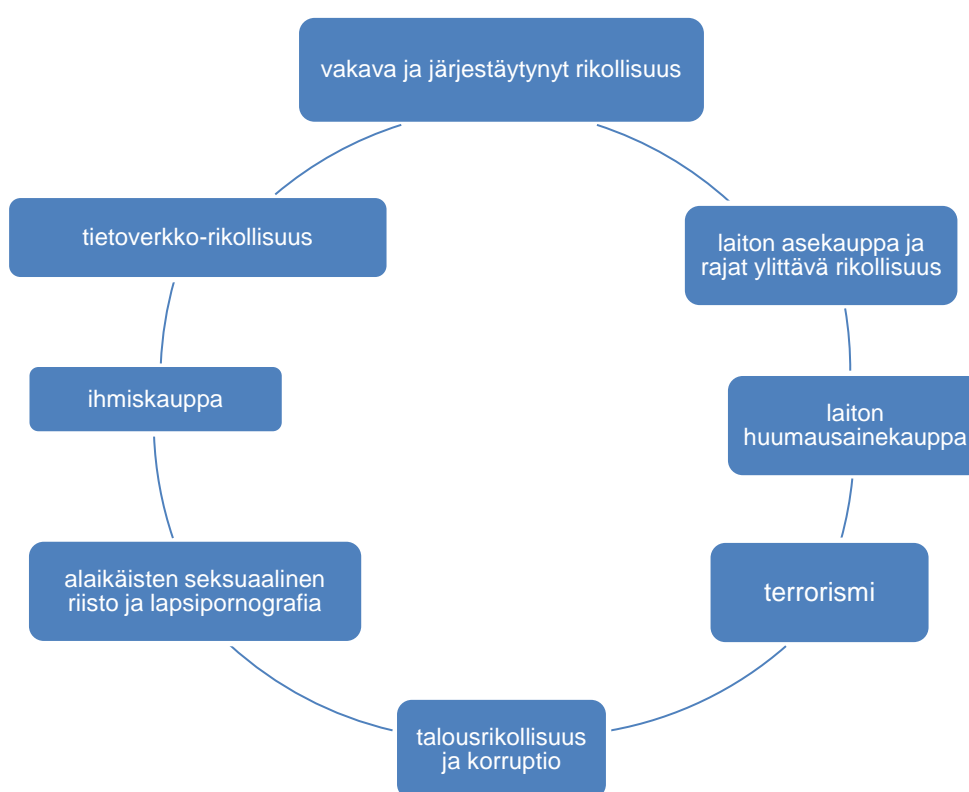 vakava ja järjestäytynyt rikollisuus
laiton asekauppa ja
rajat ylittävä rikollisuus
laiton
huumausainekauppa
terrorismi
talousrikollisuus
ja korruptio
alaikäisten seksuaalinen
riisto ja lapsipornografia
ihmiskauppa
tietoverkko-rikollisuus